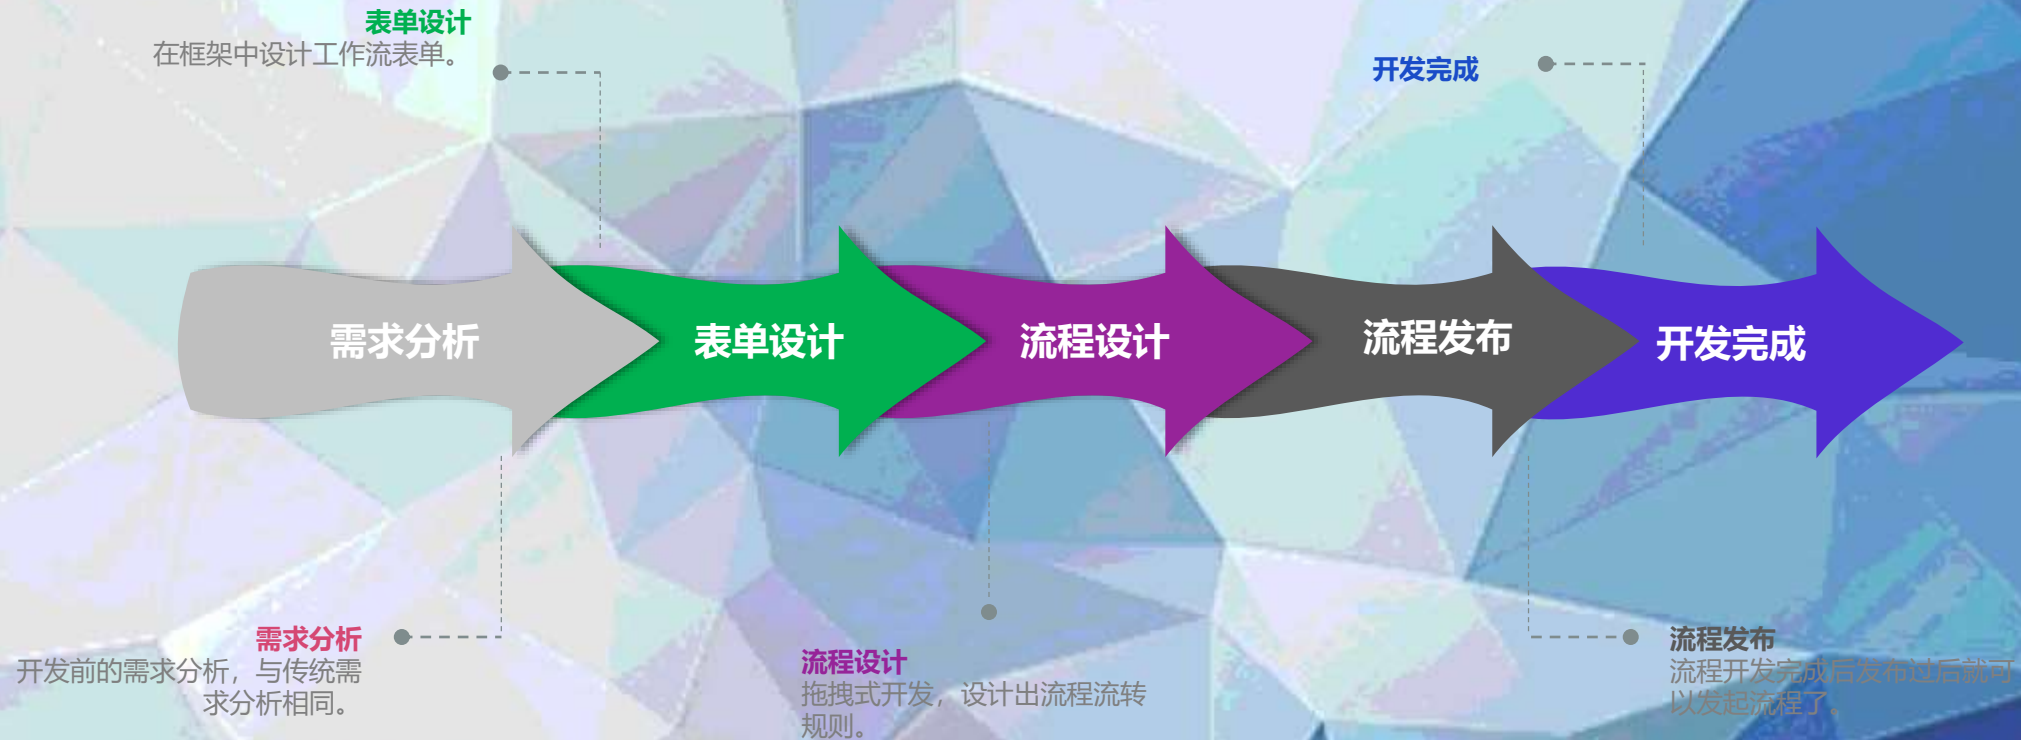 表单设计
在框架中设计工作流表单。
开发完成
需求分析
表单设计
流程设计
流程发布
开发完成
需求分析
开发前的需求分析，与传统需
求分析相同。
流程设计
拖拽式开发，设计出流程流转
规则。
流程发布
流程开发完成后发布过后就可
以发起流程了。